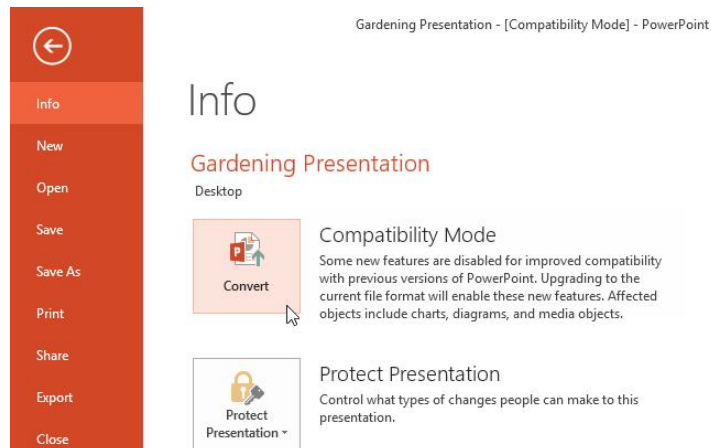 Gardening Presentation - [Compatibility Mode] - PowerPoint
Info
New
Open
Save
Save As
Print
Share
Export
Close
Info
Gardening Presentation
Desktop
Convert
Compatibility Mode
Some new features are disabled for improved compatibility
with previous versions of PowerPoint. Upgrading to the
current file format will enable these new features. Affected
objects include charts, diagrams, and media objects.
Protect
Presentation
Protect Presentation
Control what types of changes people can make to this
presentation.